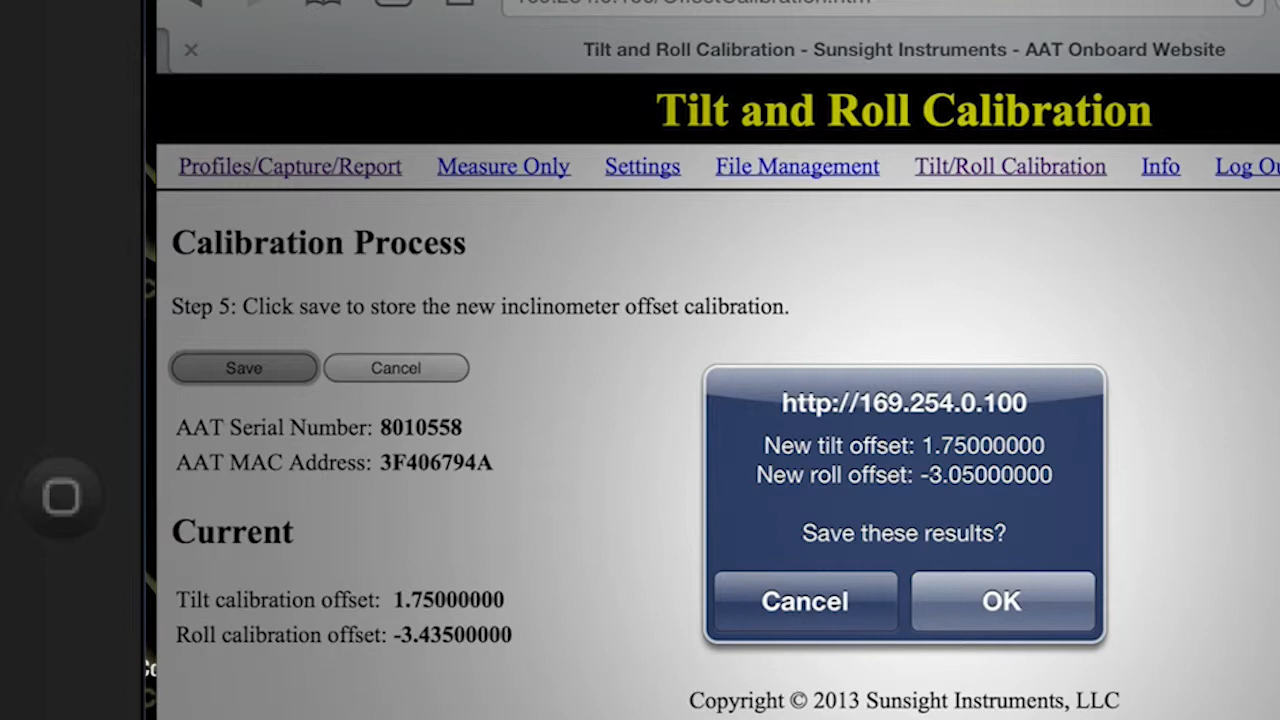 Tilt and Roll Calibration - Sunsight Instruments - AAT Onboard Website
Tilt and Roll Calibration
Profiles/Capture/Report Measure Only Settings File Management Tilt/Roll Calibration Info Log
Calibration Process
Step 5: Click save to store the new inclinometer offset calibration.
Save Cancel
AAT Serial Number: 8010558
AAT MAC Address: 3F406794A
Current
Tilt calibration offset: 1.75000000
Roll calibration offset: -3.43500000
http://169.254.0.100
New tilt offset: 1.75000000
New roll offset: -3.05000000
Save these results?
Cancel OK
Copyright © 2013 Sunsight Instruments, LLC